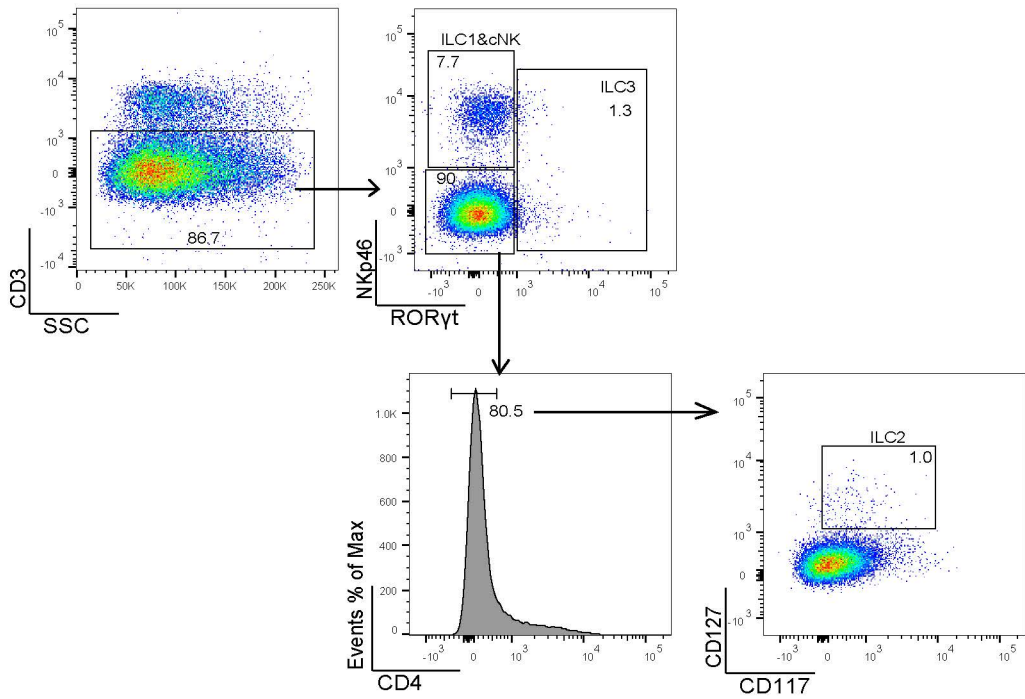 10^5
10^4
10^3
0
-10^3
-10^4
86.7
0 50K 100K 150K 200K 250K
CD3
SSC
ILC1&cNK
7.7
ILC3
1.3
90
10^5
10^4
10^3
0
-10^3
-10^3 0 10^3 10^4 10^5
NKp46
RORγt
80.5
1.0K
800
600
400
200
0
-10^3 0 10^3 10^4 10^5
Events % of Max
CD4
ILC2
1.0
10^5
10^4
10^3
0
-10^3
-10^3 0 10^3 10^4 10^5
CD127
CD117